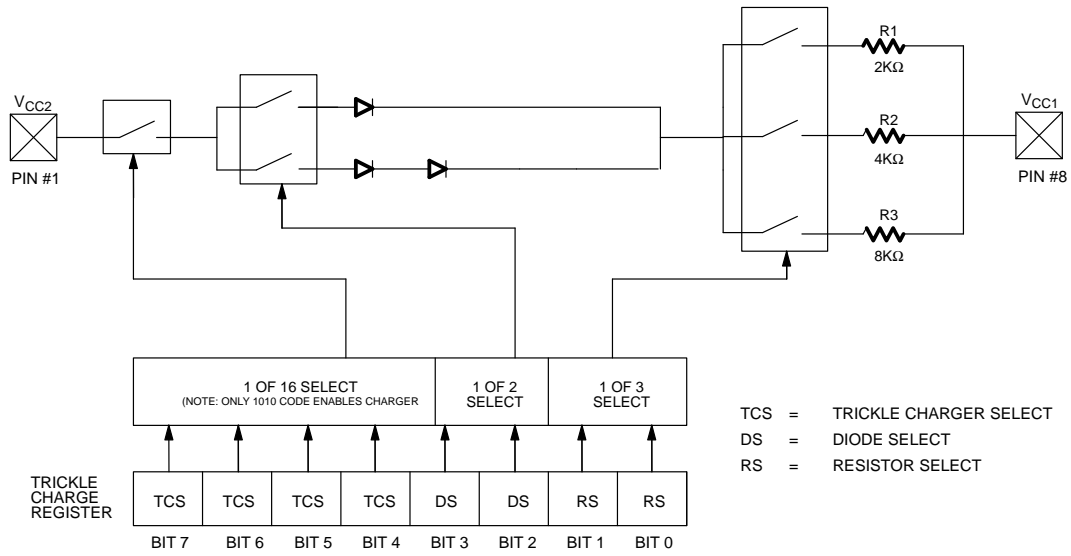 R1
2KΩ
VCC2
PIN #1
R2
4KΩ
VCC1
PIN #8
R3
8KΩ
1 OF 16 SELECT
(NOTE: ONLY 1010 CODE ENABLES CHARGER
1 OF 2
SELECT
1 OF 3
SELECT
TCS = TRICKLE CHARGER SELECT
DS = DIODE SELECT
RS = RESISTOR SELECT
TRICKLE
CHARGE
REGISTER
TCS TCS TCS TCS DS DS RS RS
BIT 7 BIT 6 BIT 5 BIT 4 BIT 3 BIT 2 BIT 1 BIT 0